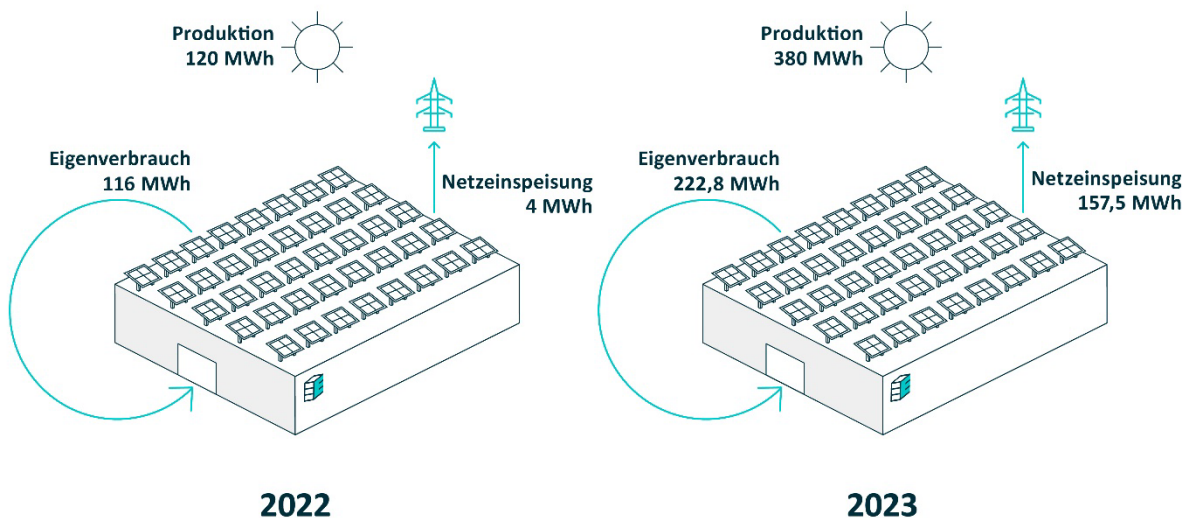 Produktion
120 MWh
Eigenverbrauch
116 MWh
Netzeinspeisung
4 MWh
2022
Produktion
380 MWh
Eigenverbrauch
222,8 MWh
Netzeinspeisung
157,5 MWh
2023